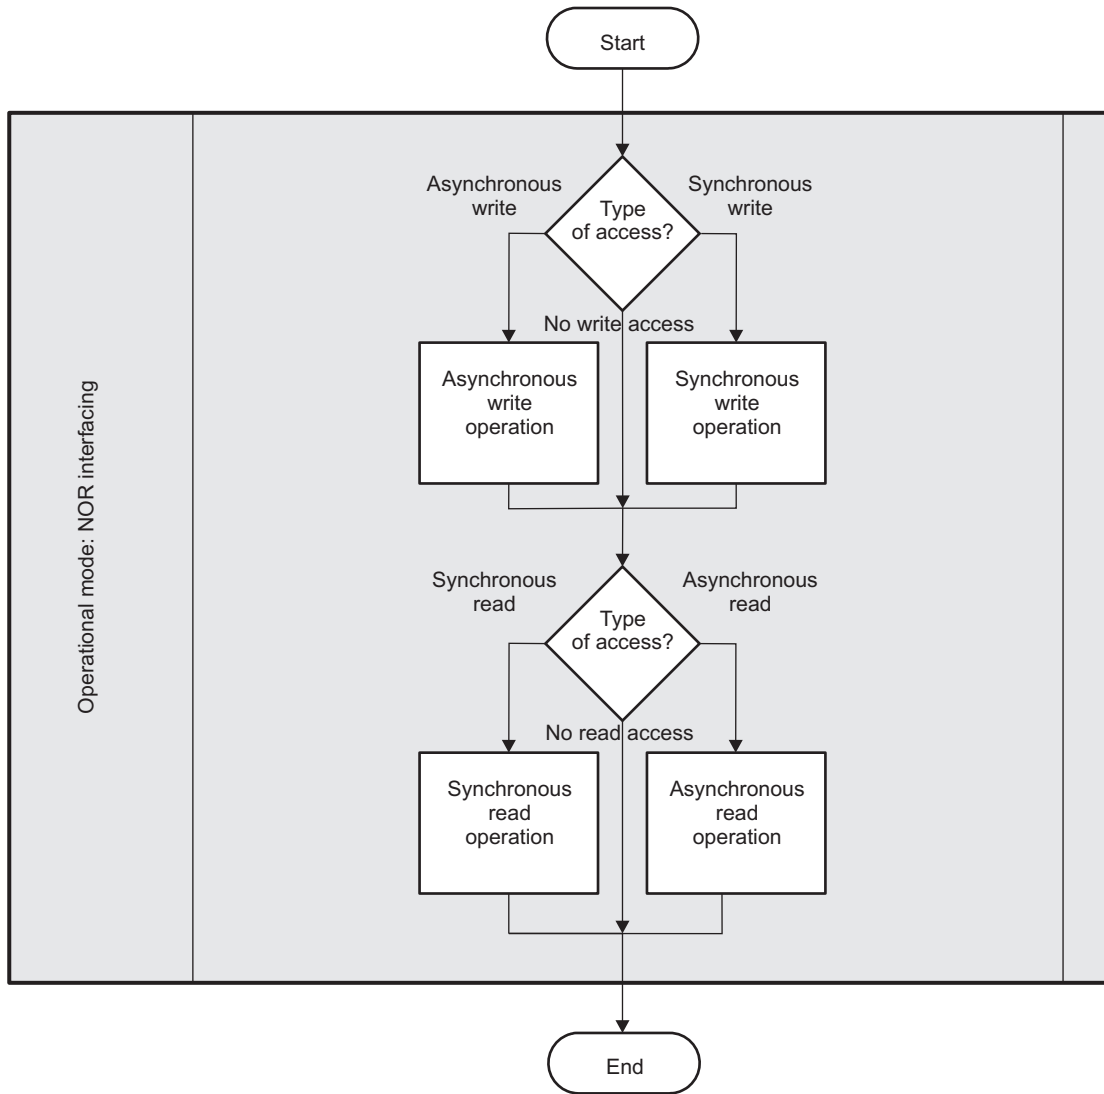 Start
Asynchronous
write
Synchronous
write
Type
of access?
No write access
Asynchronous
write
operation
Synchronous
write
operation
Operational mode: NOR interfacing
Synchronous
read
Asynchronous
read
Type
of access?
No read access
Synchronous
read
operation
Asynchronous
read
operation
End